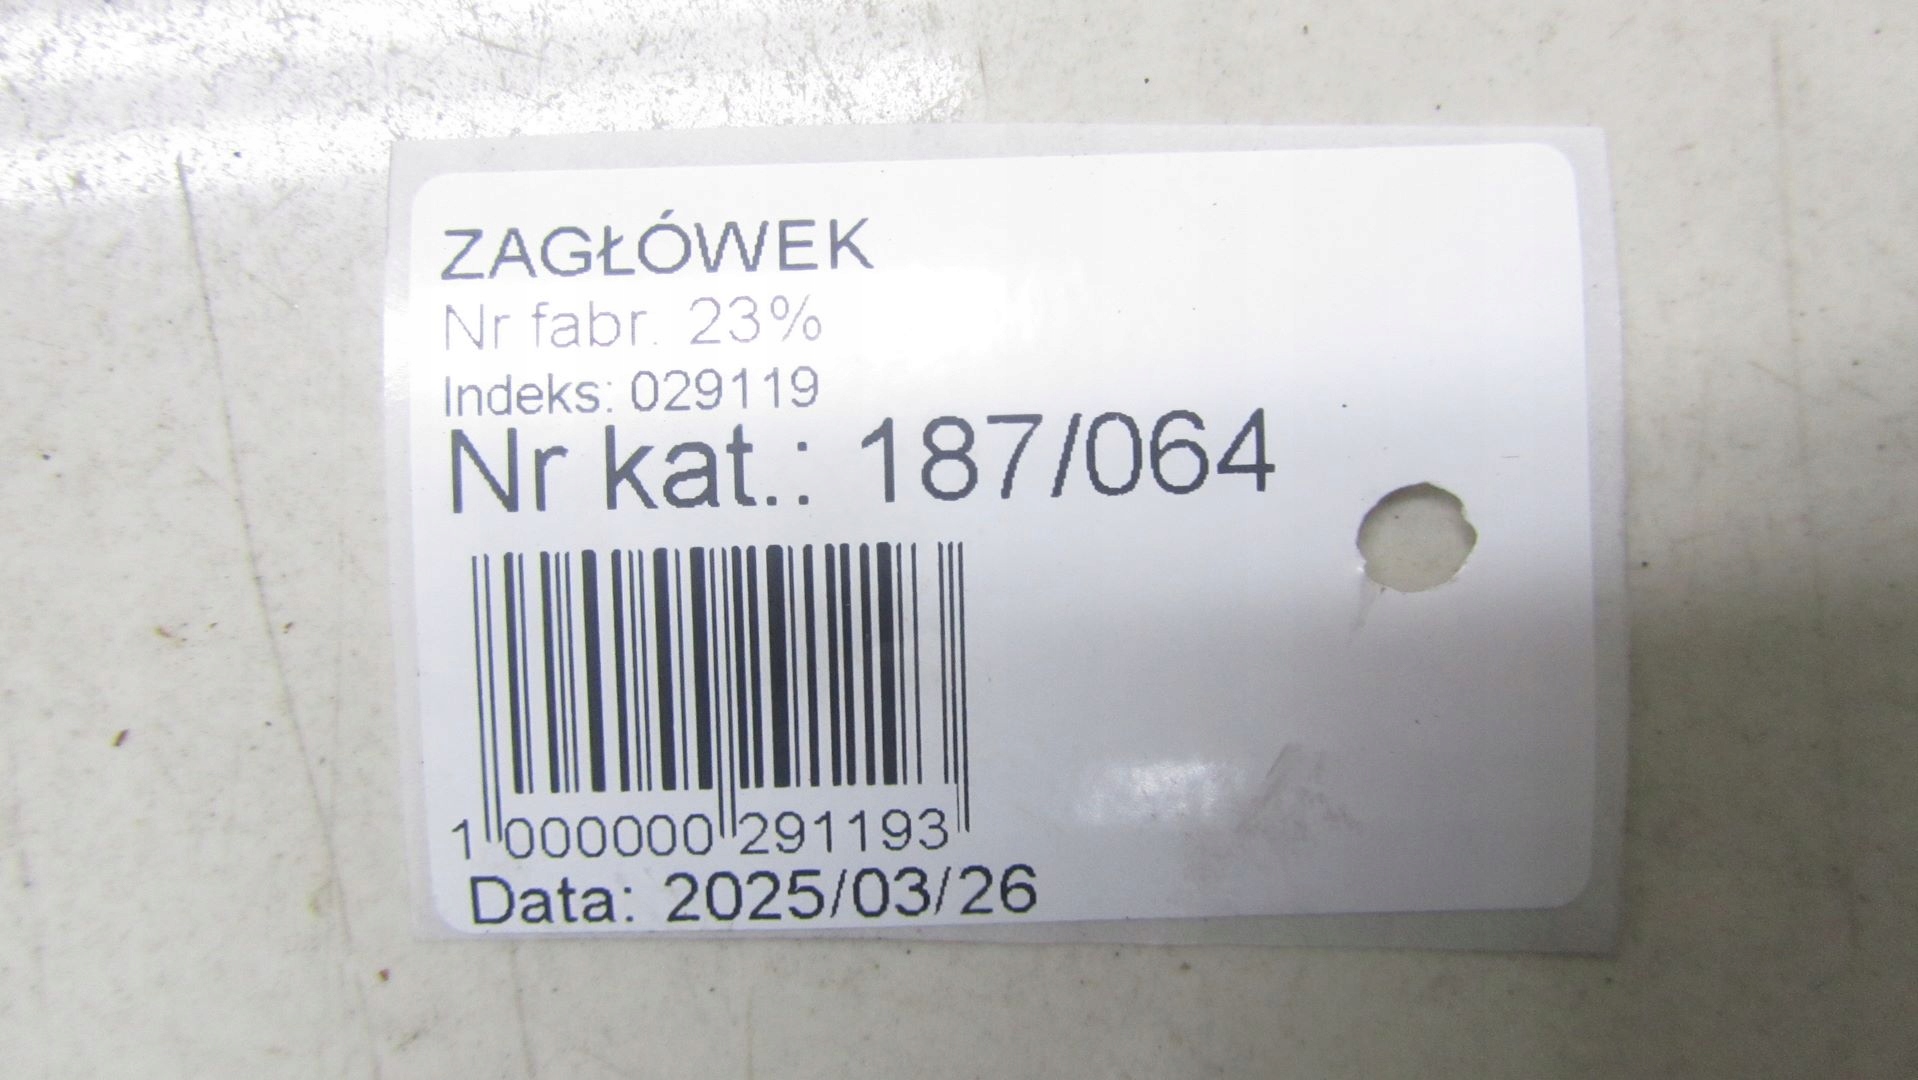 ZAGŁÓWEK
Nr fabr. 23%
Indeks: 029119
Nr kat.: 187/064
1 000000 291193
Data: 2025/03/26